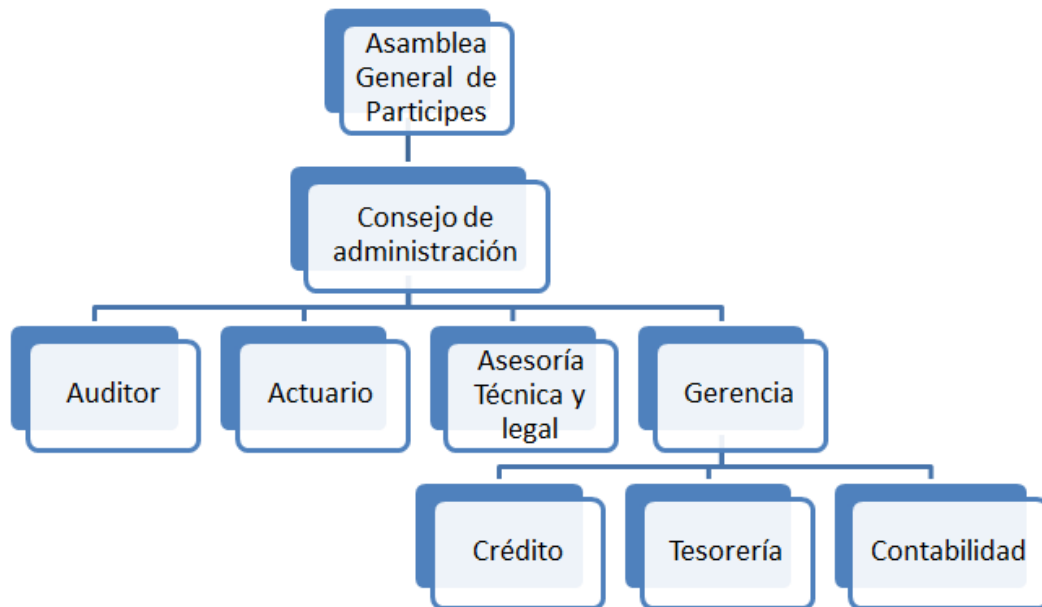 Asamblea
General de
Participes
Consejo de
administración
Auditor
Actuario
Asesoría
Técnica y
legal
Gerencia
Crédito
Tesorería
Contabilidad